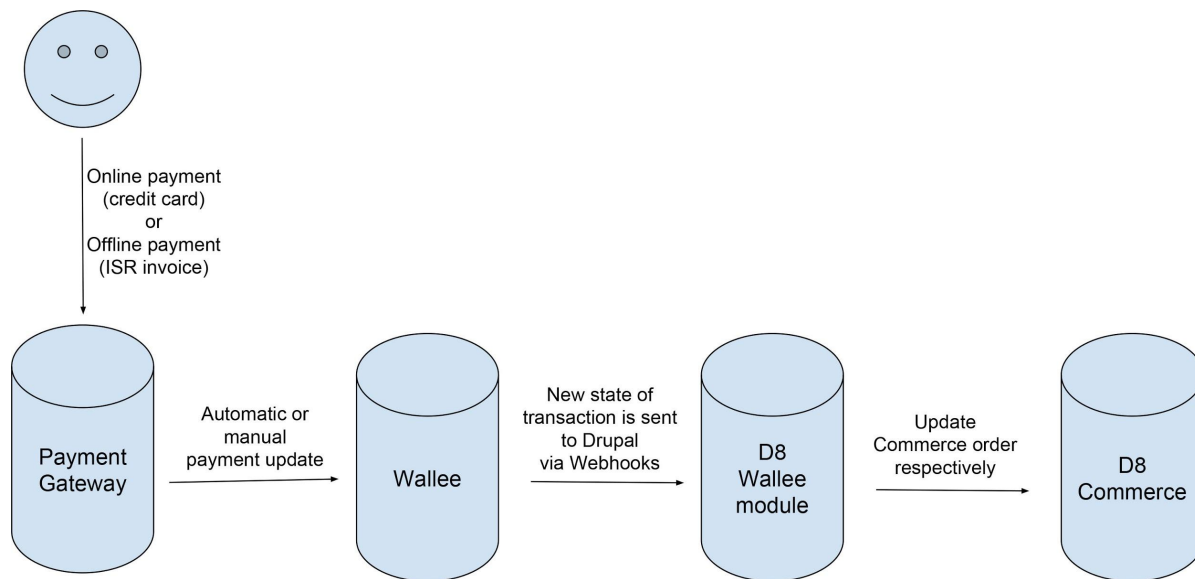 Online payment
(credit card)
or
Offline payment
(ISR invoice)
Payment
Gateway
Automatic or
manual
payment update
Wallee
New state of
transaction is sent
to Drupal
via Webhooks
D8
Wallee
module
Update
Commerce order
respectively
D8
Commerce